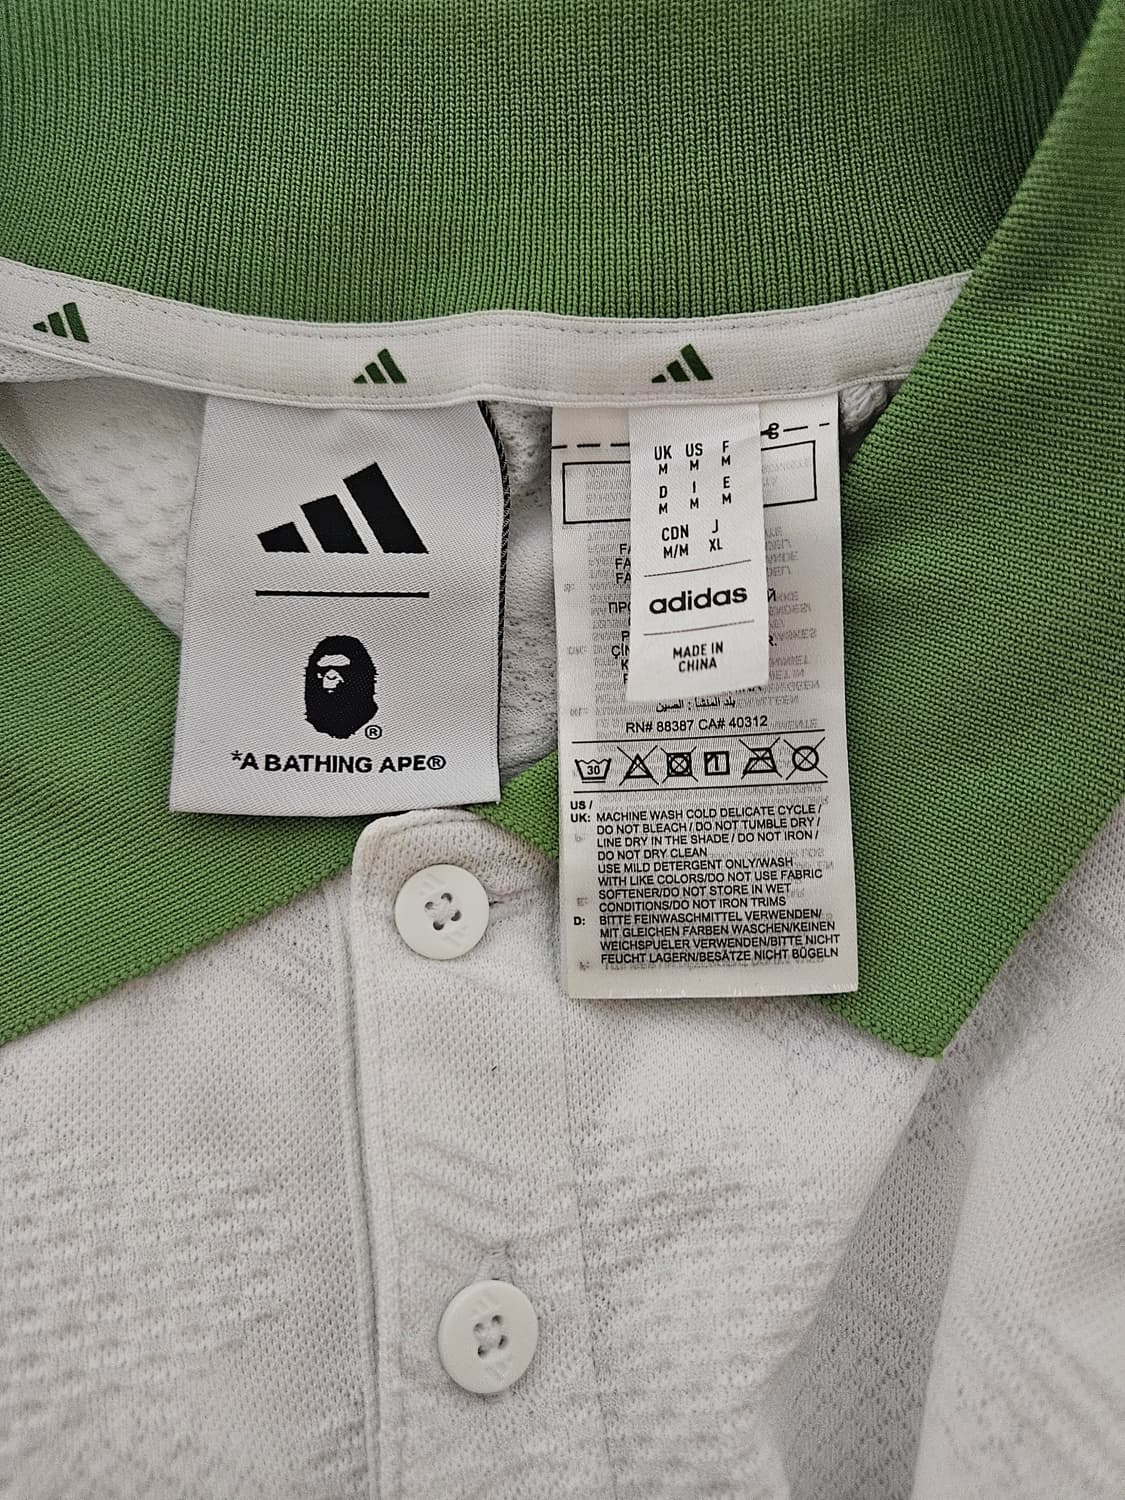 ®
*A BATHING APE®
UK US F
M M M
D I E
M M M
CDN J
M/M XL
adidas
MADE IN
CHINA
FA
FA
FA
بلد المنشأ : الصين
RN# 88387 CA# 40312
30
US /
UK: MACHINE WASH COLD DELICATE CYCLE /
DO NOT BLEACH / DO NOT TUMBLE DRY /
LINE DRY IN THE SHADE / DO NOT IRON /
DO NOT DRY CLEAN
USE MILD DETERGENT ONLY/WASH
WITH LIKE COLORS/DO NOT USE FABRIC
SOFTENER/DO NOT STORE IN WET
CONDITIONS/DO NOT IRON TRIMS
D: BITTE FEINWASCHMITTEL VERWENDEN/
MIT GLEICHEN FARBEN WASCHEN/KEINEN
WEICHSPUELER VERWENDEN/BITTE NICHT
FEUCHT LAGERN/BESÄTZE NICHT BÜGELN